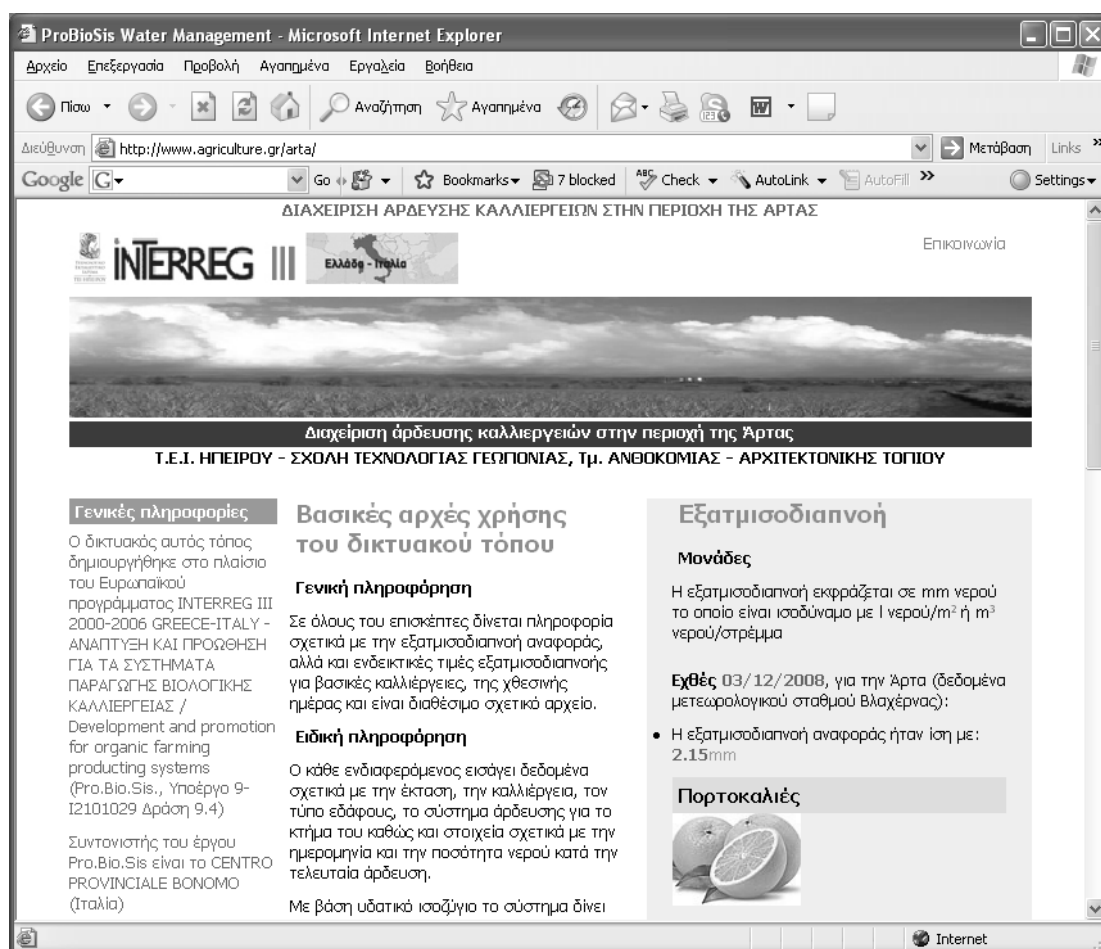 ProBioSis Water Management - Microsoft Internet Explorer
Αρχείο Επεξεργασία Προβολή Αγαπημένα Εργαλεία Βοήθεια
Πίσω Αναζήτηση Αγαπημένα
Διεύθυνση http://www.agriculture.gr/arta/ Μετάβαση Links »
Google G Go Bookmarks 7 blocked Check AutoLink AutoFill » Settings
ΔΙΑΧΕΙΡΙΣΗ ΑΡΔΕΥΣΗΣ ΚΑΛΛΙΕΡΓΕΙΩΝ ΣΤΗΝ ΠΕΡΙΟΧΗ ΤΗΣ ΑΡΤΑΣ
Επικοινωνία
INTERREG III Ελλάδα - Ιταλία
Διαχείριση άρδευσης καλλιεργειών στην περιοχή της Άρτας
Τ.Ε.Ι. ΗΠΕΙΡΟΥ - ΣΧΟΛΗ ΤΕΧΝΟΛΟΓΙΑΣ ΓΕΩΠΟΝΙΑΣ, Τμ. ΑΝΘΟΚΟΜΙΑΣ - ΑΡΧΙΤΕΚΤΟΝΙΚΗΣ ΤΟΠΙΟΥ
Γενικές πληροφορίες
Ο δικτυακός αυτός τόπος
δημιουργήθηκε στο πλαίσιο
του Ευρωπαϊκού
προγράμματος INTERREG III
2000-2006 GREECE-ITALY -
ΑΝΑΠΤΥΞΗ ΚΑΙ ΠΡΟΩΘΗΣΗ
ΓΙΑ ΤΑ ΣΥΣΤΗΜΑΤΑ
ΠΑΡΑΓΩΓΗΣ ΒΙΟΛΟΓΙΚΗΣ
ΚΑΛΛΙΕΡΓΕΙΑΣ /
Development and promotion
for organic farming
producting systems
(Pro.Bio.Sis., Υποέργο 9-
I2101029 Δράση 9.4)
Συντονιστής του έργου
Pro.Bio.Sis είναι το CENTRO
PROVINCIALE BONOMO
(Ιταλία)
Βασικές αρχές χρήσης
του δικτυακού τόπου
Γενική πληροφόρηση
Σε όλους του επισκέπτες δίνεται πληροφορία
σχετικά με την εξατμισοδιαπνοή αναφοράς,
αλλά και ενδεικτικές τιμές εξατμισοδιαπνοής
για βασικές καλλιέργειες, της χθεσινής
ημέρας και είναι διαθέσιμο σχετικό αρχείο.
Ειδική πληροφόρηση
Ο κάθε ενδιαφερόμενος εισάγει δεδομένα
σχετικά με την έκταση, την καλλιέργεια, τον
τύπο εδάφους, το σύστημα άρδευσης για το
κτήμα του καθώς και στοιχεία σχετικά με την
ημερομηνία και την ποσότητα νερού κατά την
τελευταία άρδευση.
Με βάση υδατικό ισοζύγιο το σύστημα δίνει
Εξατμισοδιαπνοή
Μονάδες
Η εξατμισοδιαπνοή εκφράζεται σε mm νερού
το οποίο είναι ισοδύναμο με l νερού/m² ή m³
νερού/στρέμμα
Εχθές 03/12/2008, για την Άρτα (δεδομένα
μετεωρολογικού σταθμού Βλαχέρνας):
• Η εξατμισοδιαπνοή αναφοράς ήταν ίση με:
2.15mm
Πορτοκαλιές
Internet